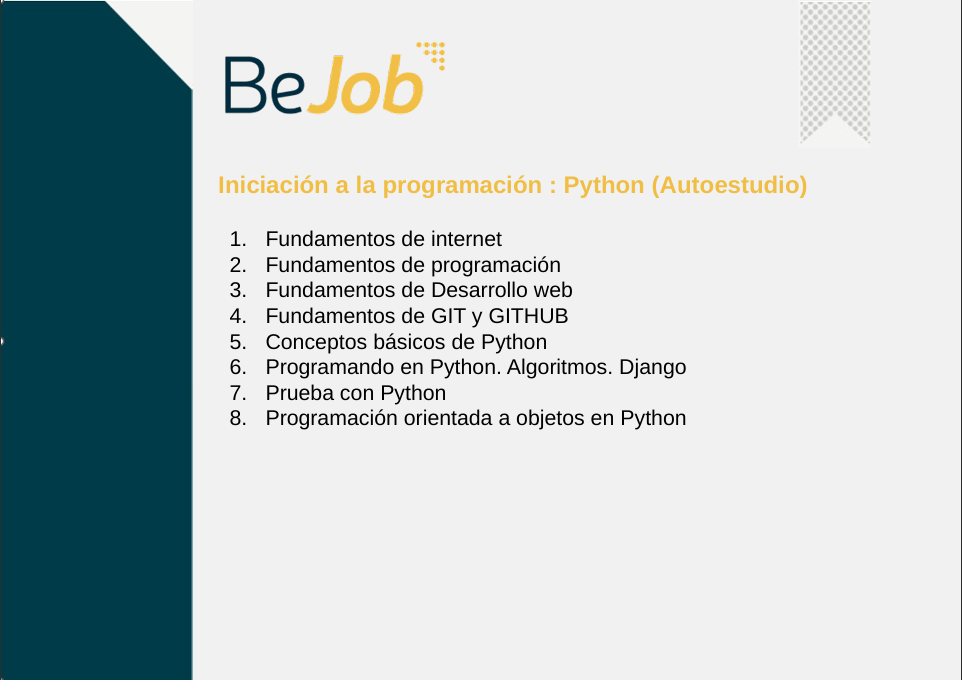 BeJob
Iniciación a la programación : Python (Autoestudio)
1. Fundamentos de internet
2. Fundamentos de programación
3. Fundamentos de Desarrollo web
4. Fundamentos de GIT y GITHUB
5. Conceptos básicos de Python
6. Programando en Python. Algoritmos. Django
7. Prueba con Python
8. Programación orientada a objetos en Python